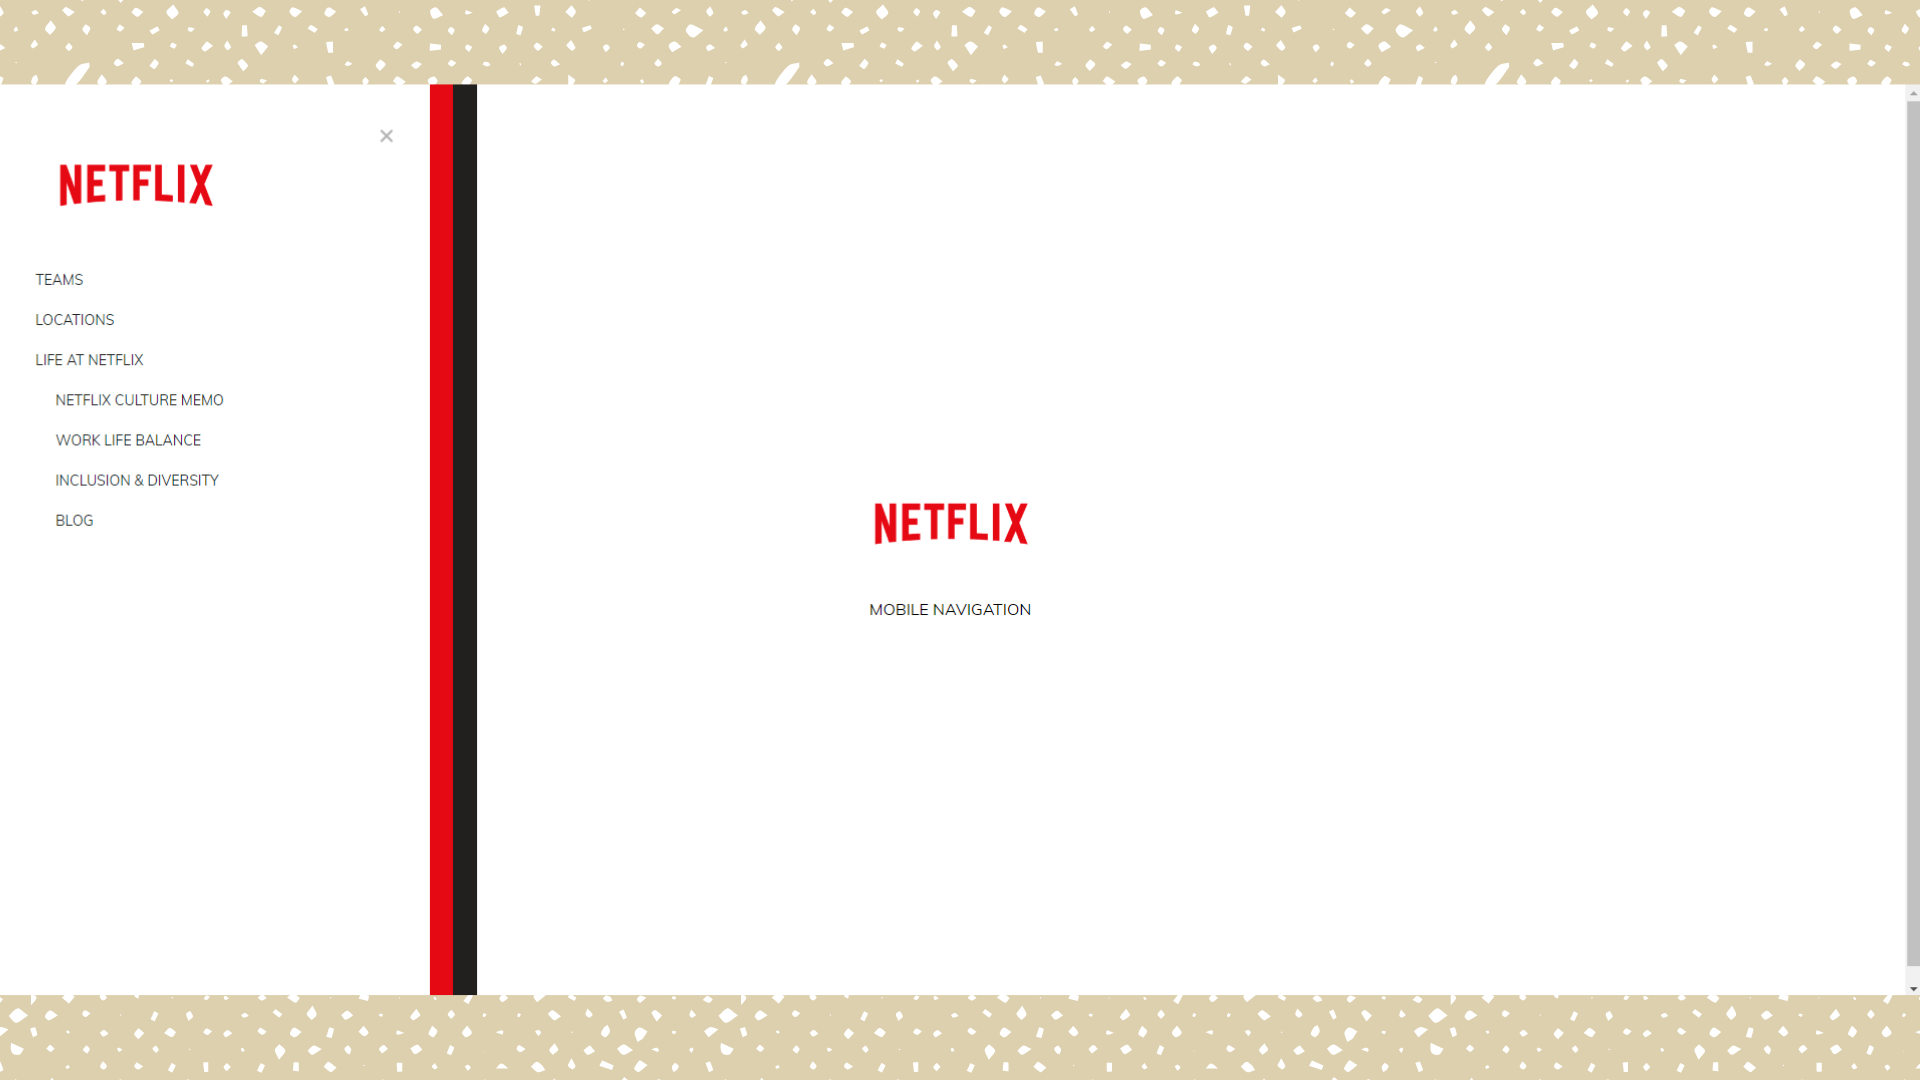 NETFLIX
TEAMS
LOCATIONS
LIFE AT NETFLIX
NETFLIX CULTURE MEMO
WORK LIFE BALANCE
INCLUSION & DIVERSITY
BLOG
NETFLIX
MOBILE NAVIGATION